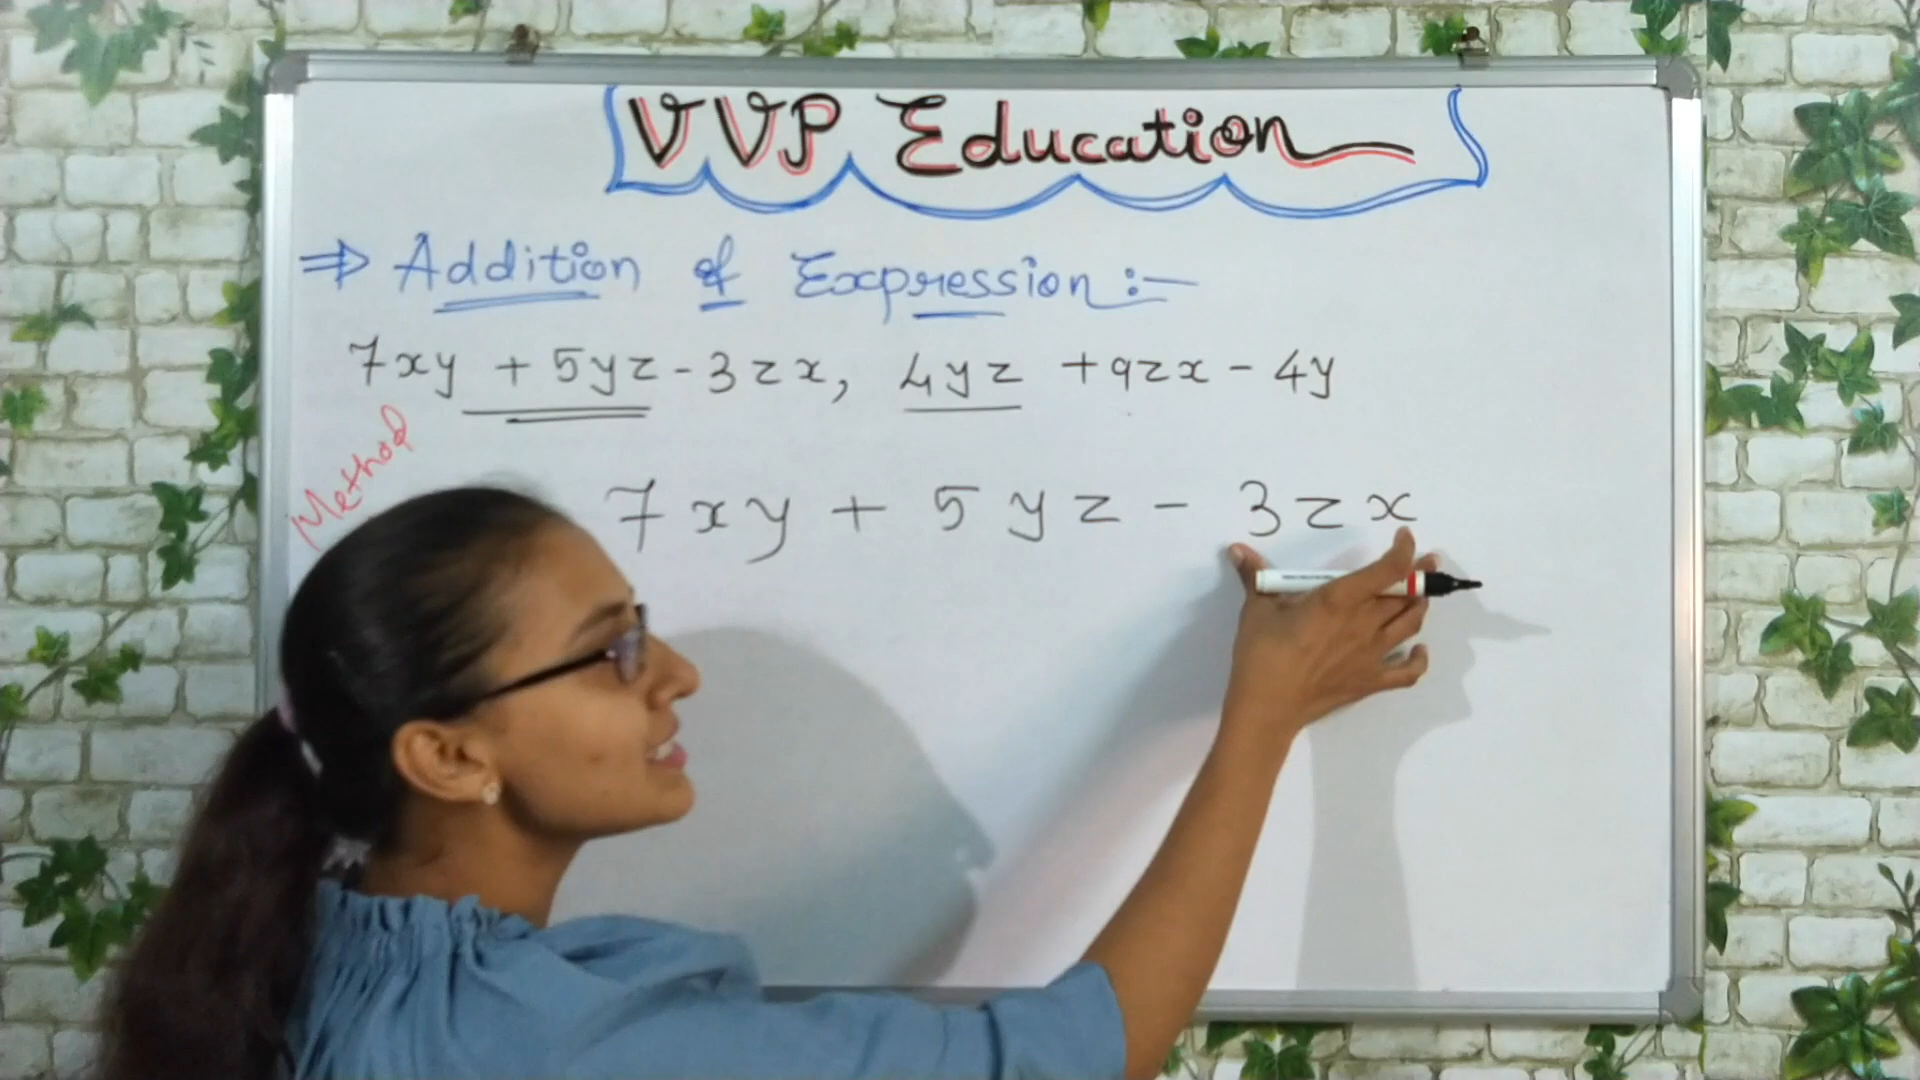 VVP Education
⇒ Addition of Expression :-
7xy + 5yz - 3zx, 4yz + 9zx - 4y
Method
7xy + 5yz - 3zx